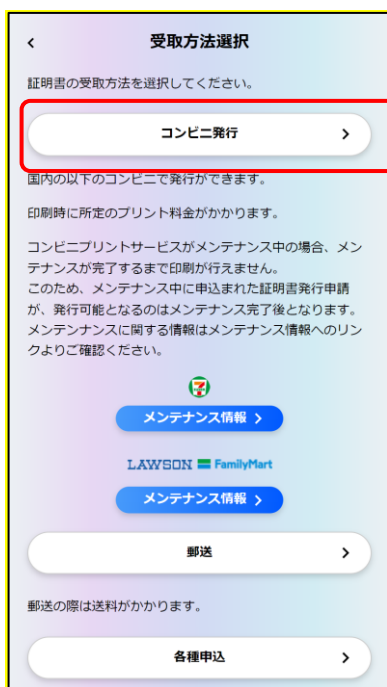 受取方法選択
証明書の受取方法を選択してください。
コンビニ発行
国内の以下のコンビニで発行ができます。
印刷時に所定のプリント料金がかかります。
コンビニプリントサービスがメンテナンス中の場合、メン
テナンスが完了するまで印刷が行えません。
このため、メンテナンス中に申込まれた証明書発行申請
が、発行可能となるのはメンテナンス完了後となります。
メンテンナンスに関する情報はメンテナンス情報へのリン
クよりご確認ください。
メンテナンス情報
LAWSON FamilyMart
メンテナンス情報
郵送
郵送の際は送料がかかります。
各種申込